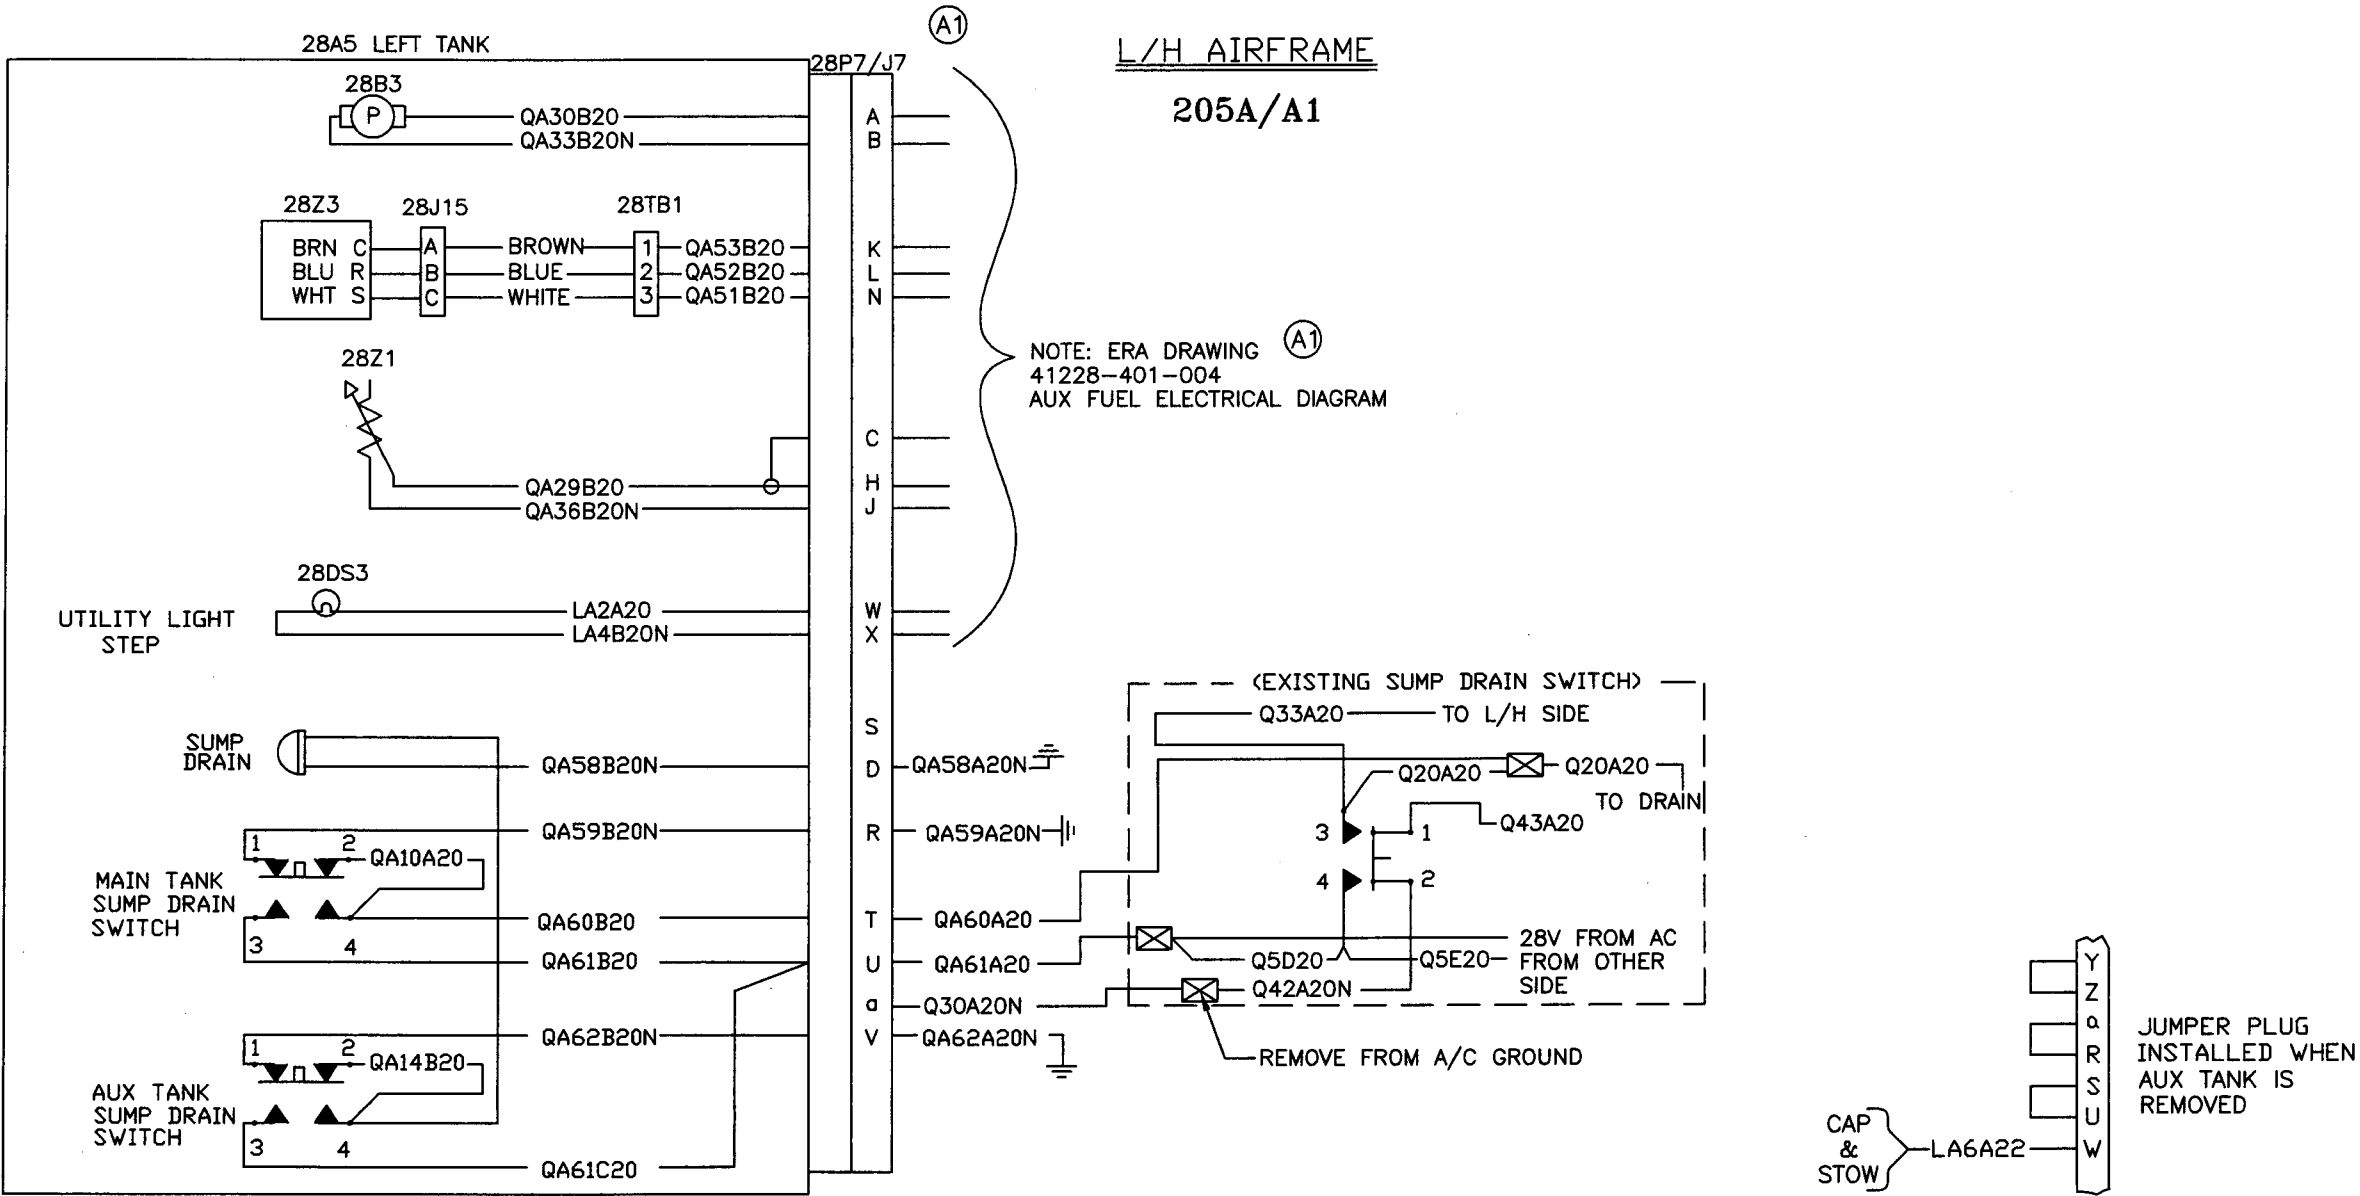 A1
L/H AIRFRAME
205A/A1
28A5 LEFT TANK
28P7/J7
28B3
P
QA30B20
A
QA33B20N
B
28Z3
28J15
28TB1
BRN C
A
BROWN
1
QA53B20
K
BLU R
B
BLUE
2
QA52B20
L
WHT S
C
WHITE
3
QA51B20
N
28Z1
NOTE: ERA DRAWING
41228-401-004
AUX FUEL ELECTRICAL DIAGRAM
A1
C
QA29B20
H
QA36B20N
J
28DS3
UTILITY LIGHT
STEP
LA2A20
W
LA4B20N
X
S
SUMP
DRAIN
QA58B20N
D
QA58A20N
1
2
QA59B20N
R
QA59A20N
QA10A20
MAIN TANK
SUMP DRAIN
SWITCH
3
4
QA60B20
T
QA60A20
QA61B20
U
QA61A20
a
Q30A20N
1
2
QA62B20N
V
QA62A20N
QA14B20
AUX TANK
SUMP DRAIN
SWITCH
3
4
QA61C20
(EXISTING SUMP DRAIN SWITCH)
Q33A20
TO L/H SIDE
Q20A20
Q20A20
TO DRAIN
3
1
Q43A20
4
2
28V FROM AC
FROM OTHER
SIDE
Q5D20
Q5E20
Q42A20N
REMOVE FROM A/C GROUND
Y
Z
a
R
S
U
W
JUMPER PLUG
INSTALLED WHEN
AUX TANK IS
REMOVED
CAP
&
STOW
LA6A22